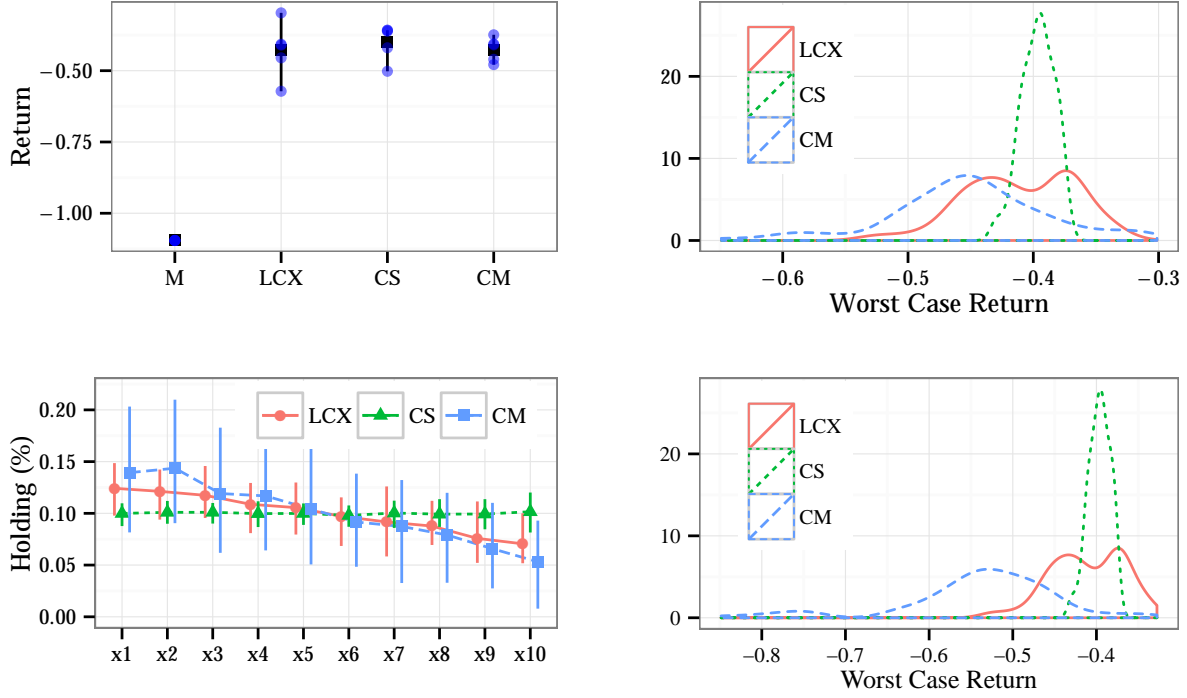 Return
−0.50
−0.75
−1.00
M
LCX
CS
CM
20
10
0
LCX
CS
CM
−0.6
−0.5
−0.4
−0.3
Worst Case Return
Holding (%)
0.20
0.15
0.10
0.05
0.00
LCX
CS
CM
x1
x2
x3
x4
x5
x6
x7
x8
x9
x10
20
10
0
LCX
CS
CM
−0.8
−0.7
−0.6
−0.5
−0.4
Worst Case Return